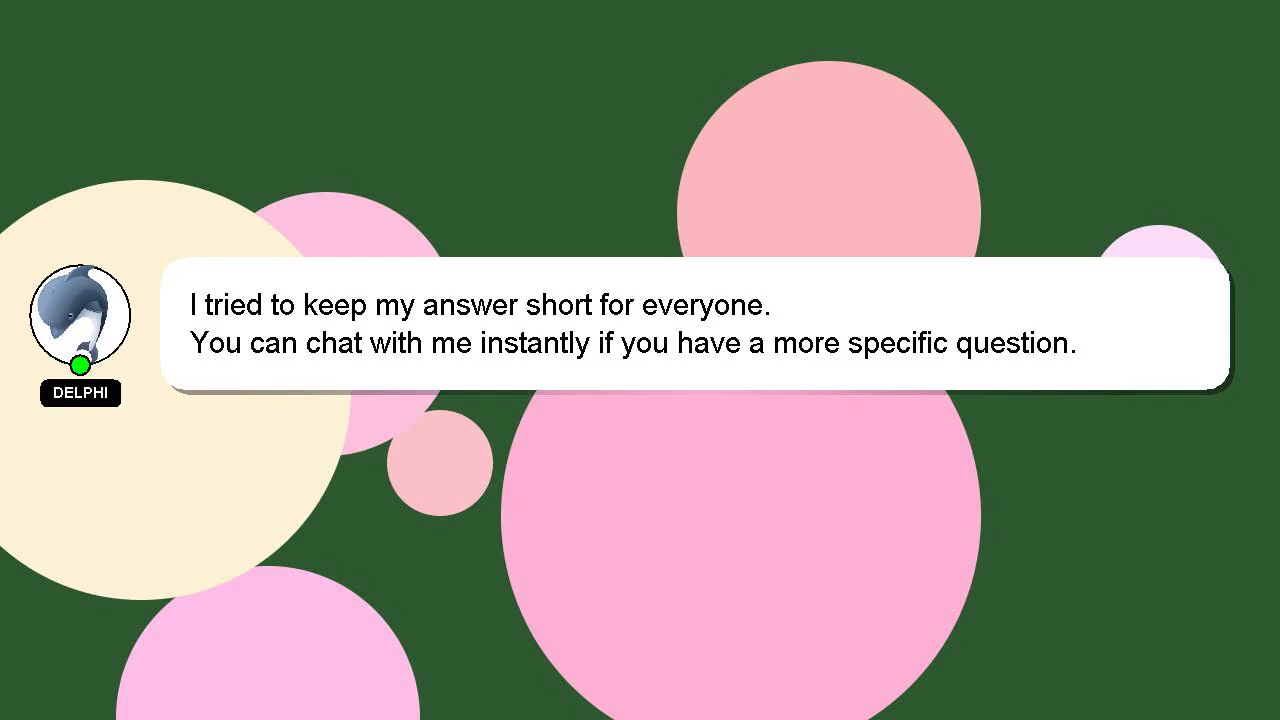 I tried to keep my answer short for everyone.
You can chat with me instantly if you have a more specific question.
DELPHI